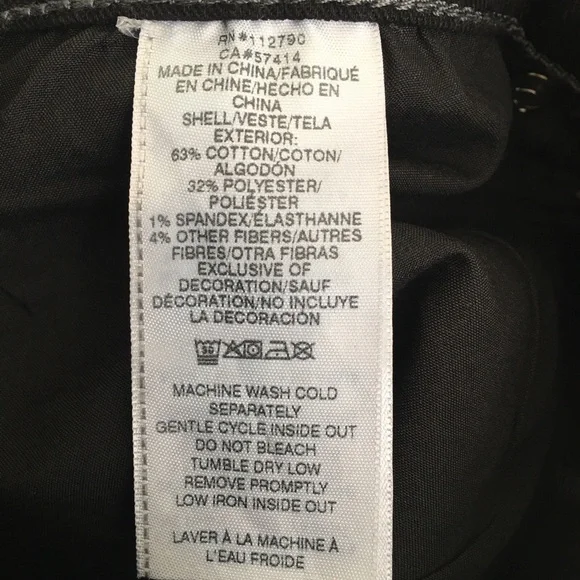 RN#112790
CA#57414
MADE IN CHINA/FABRIQUÉ
EN CHINE/HECHO EN
CHINA
SHELL/VESTE/TELA
EXTERIOR:
63% COTTON/COTON/
ALGODÓN
32% POLYESTER/
POLIÉSTER
1% SPANDEX/ÉLASTHANNE
4% OTHER FIBERS/AUTRES
FIBRES/OTRA FIBRAS
EXCLUSIVE OF
DECORATION/SAUF
DÉCORATION/NO INCLUYE
LA DECORACIÓN
30
MACHINE WASH COLD
SEPARATELY
GENTLE CYCLE INSIDE OUT
DO NOT BLEACH
TUMBLE DRY LOW
REMOVE PROMPTLY
LOW IRON INSIDE OUT
LAVER À LA MACHINE À
L'EAU FROIDE